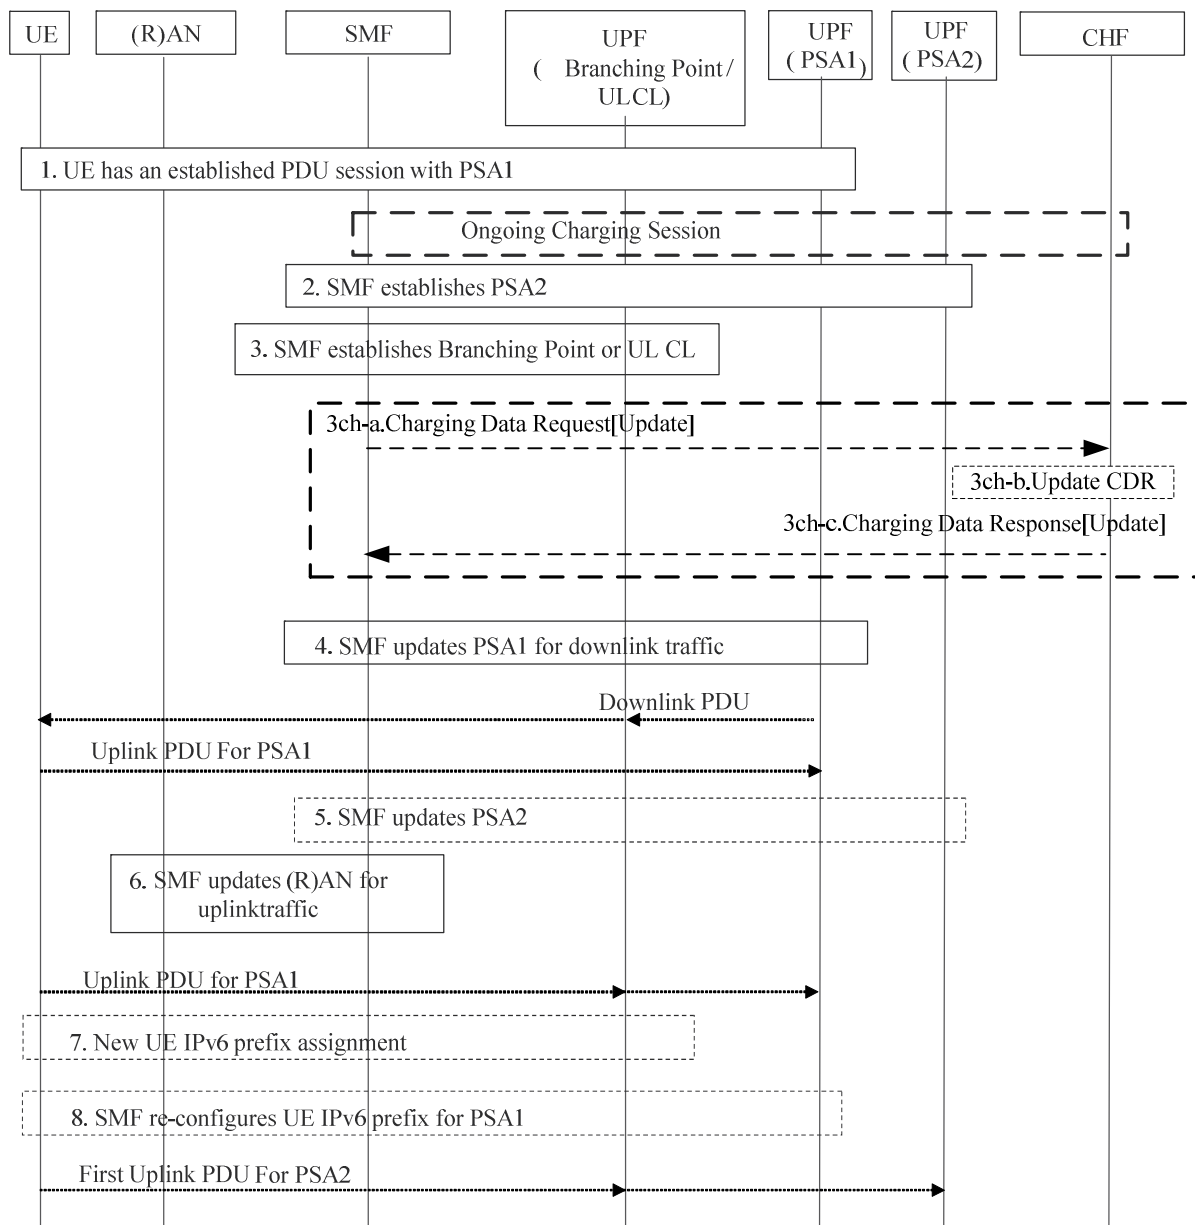 UE
(R)AN
SMF
UPF
( Branching Point/
ULCL)
UPF
( PSA1)
UPF
( PSA2)
CHF
1. UE has an established PDU session with PSA1
Ongoing Charging Session
2. SMF establishes PSA2
3. SMF establishes Branching Point or UL CL
3ch-a.Charging Data Request[Update]
3ch-b.Update CDR
3ch-c.Charging Data Response[Update]
4. SMF updates PSA1 for downlink traffic
Downlink PDU
Uplink PDU For PSA1
5. SMF updates PSA2
6. SMF updates (R)AN for
uplinktraffic
Uplink PDU for PSA1
7. New UE IPv6 prefix assignment
8. SMF re-configures UE IPv6 prefix for PSA1
First Uplink PDU For PSA2